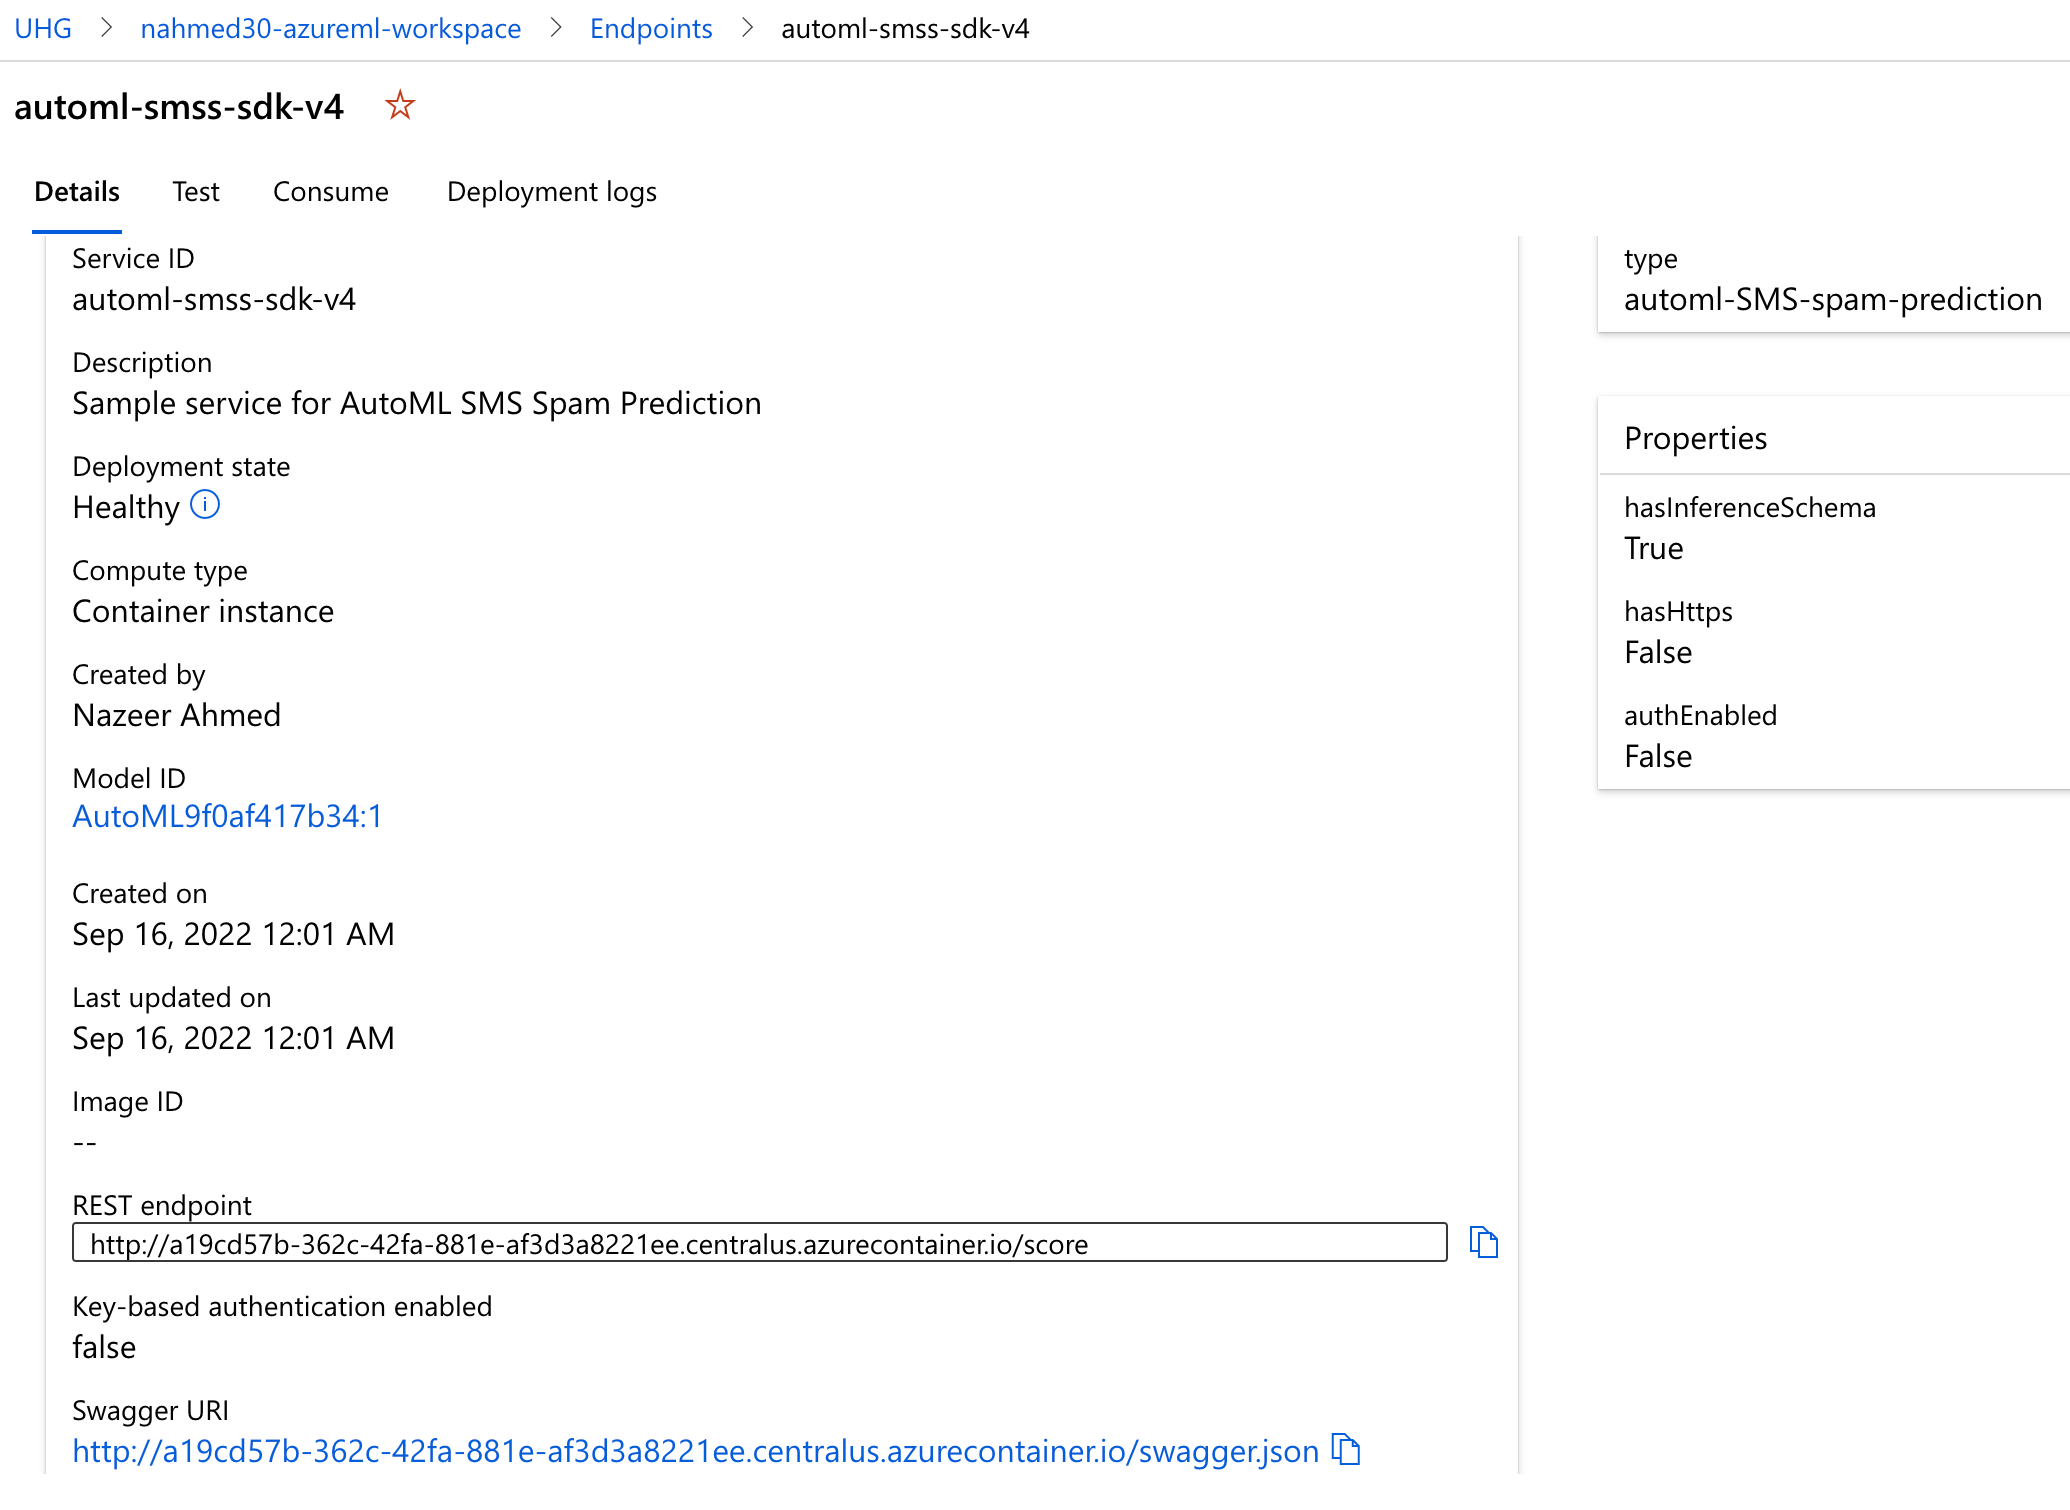 UHG > nahmed30-azureml-workspace > Endpoints > automl-smss-sdk-v4
automl-smss-sdk-v4
Details Test Consume Deployment logs
Service ID
automl-smss-sdk-v4
Description
Sample service for AutoML SMS Spam Prediction
Deployment state
Healthy
Compute type
Container instance
Created by
Nazeer Ahmed
Model ID
AutoML9f0af417b34:1
Created on
Sep 16, 2022 12:01 AM
Last updated on
Sep 16, 2022 12:01 AM
Image ID
--
REST endpoint
http://a19cd57b-362c-42fa-881e-af3d3a8221ee.centralus.azurecontainer.io/score
Key-based authentication enabled
false
Swagger URI
http://a19cd57b-362c-42fa-881e-af3d3a8221ee.centralus.azurecontainer.io/swagger.json
type
automl-SMS-spam-prediction
Properties
hasInferenceSchema
True
hasHttps
False
authEnabled
False